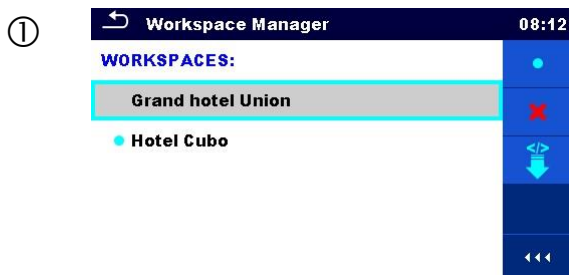 ①
Workspace Manager 08:12
WORKSPACES:
Grand hotel Union
Hotel Cubo
</>